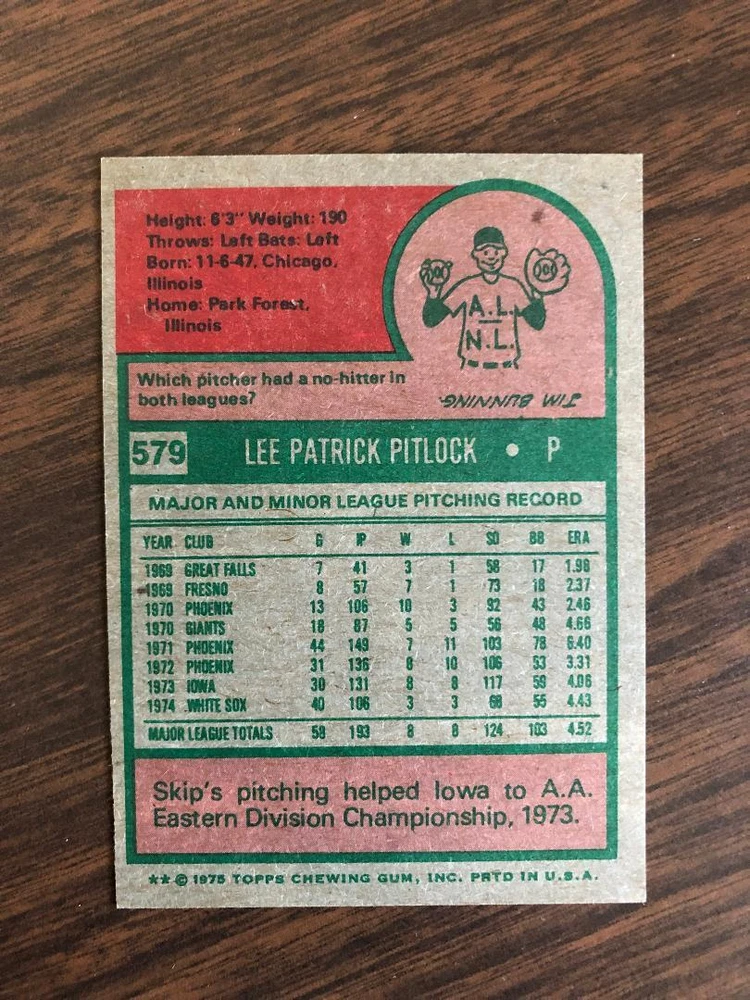 Height: 6'3" Weight: 190
Throws: Left Bats: Left
Born: 11-6-47, Chicago,
Illinois
Home: Park Forest,
Illinois
A.L.
N.L.
Which pitcher had a no-hitter in
both leagues?
JIM BUNNING
579 LEE PATRICK PITLOCK • P
MAJOR AND MINOR LEAGUE PITCHING RECORD
YEAR CLUB G IP W L SO BB ERA
1969 GREAT FALLS 7 41 3 1 58 17 1.98
1969 FRESNO 8 57 7 1 73 18 2.37
1970 PHOENIX 13 106 10 3 92 43 2.46
1970 GIANTS 18 87 5 5 56 48 4.66
1971 PHOENIX 44 149 7 11 103 78 6.40
1972 PHOENIX 31 136 8 10 106 53 3.31
1973 IOWA 30 131 8 8 117 59 4.06
1974 WHITE SOX 40 106 3 3 68 55 4.43
MAJOR LEAGUE TOTALS 58 193 8 8 124 103 4.52
Skip's pitching helped Iowa to A.A.
Eastern Division Championship, 1973.
** © 1975 TOPPS CHEWING GUM, INC. PRTD IN U.S.A.